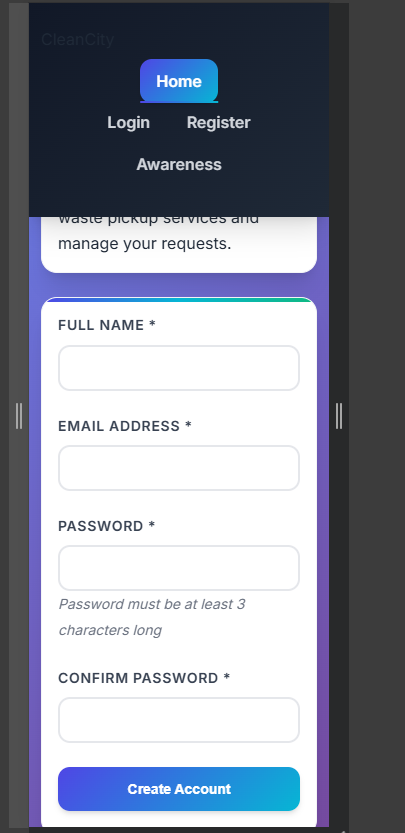 CleanCity
Home
Login Register
Awareness
waste pickup services and
manage your requests.
FULL NAME *
EMAIL ADDRESS *
PASSWORD *
Password must be at least 3
characters long
CONFIRM PASSWORD *
Create Account